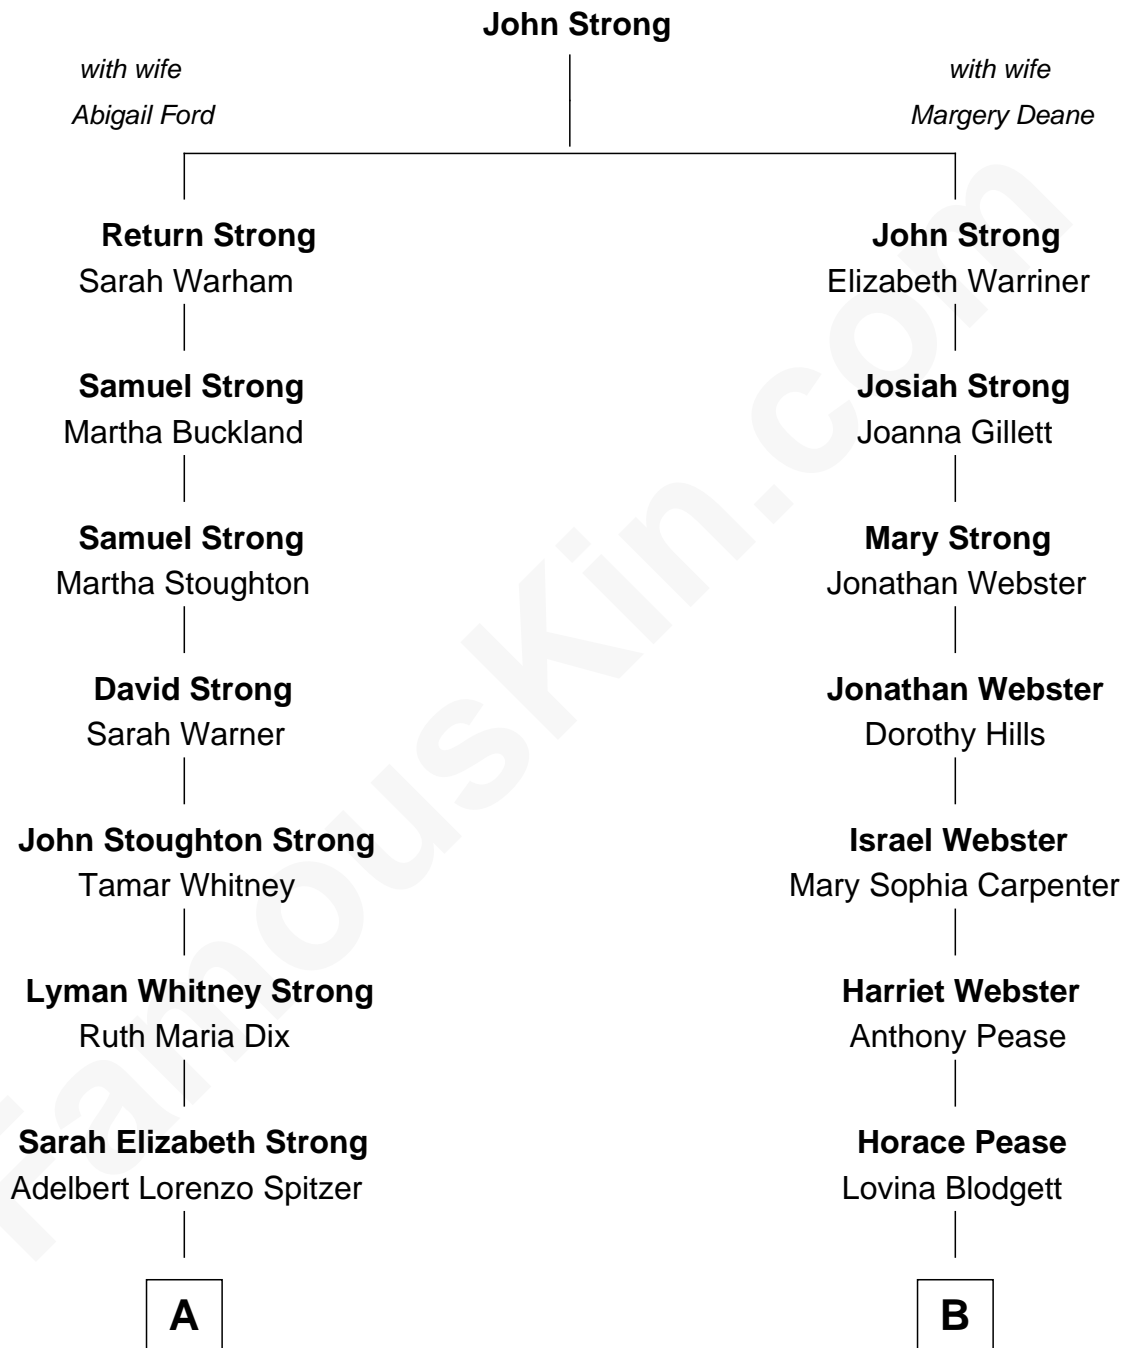 John Strong
with wife
Abigail Ford
with wife
Margery Deane
Return Strong
Sarah Warham
John Strong
Elizabeth Warriner
Samuel Strong
Martha Buckland
Josiah Strong
Joanna Gillett
Samuel Strong
Martha Stoughton
Mary Strong
Jonathan Webster
David Strong
Sarah Warner
Jonathan Webster
Dorothy Hills
John Stoughton Strong
Tamar Whitney
Israel Webster
Mary Sophia Carpenter
Lyman Whitney Strong
Ruth Maria Dix
Harriet Webster
Anthony Pease
Sarah Elizabeth Strong
Adelbert Lorenzo Spitzer
Horace Pease
Lovina Blodgett
A
B
FamousKin.com